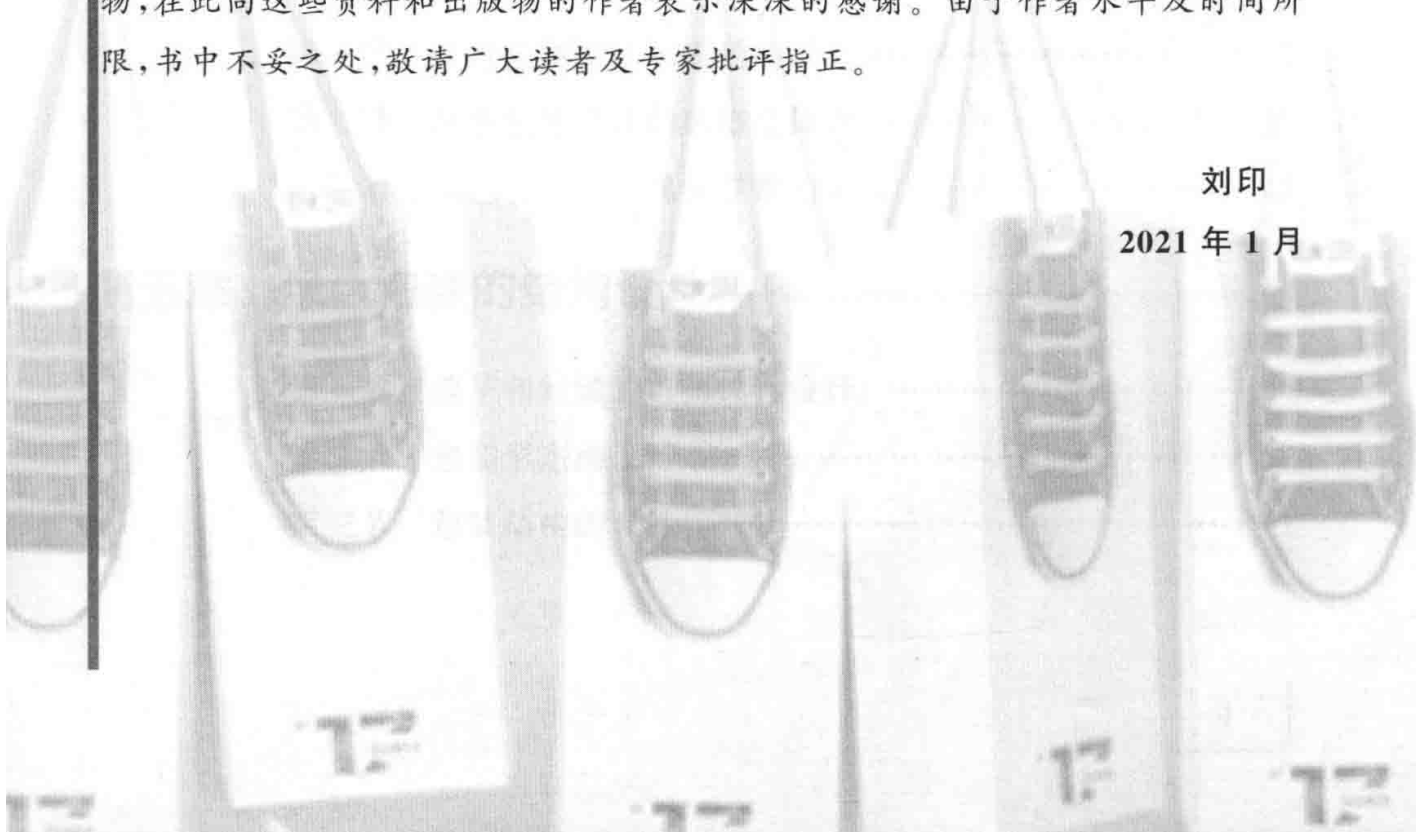 物,在此向这些资料和出版物的作者表示深深的感谢。由于作者水平及时间所
限,书中不妥之处,敬请广大读者及专家批评指正。
刘印
2021 年 1 月